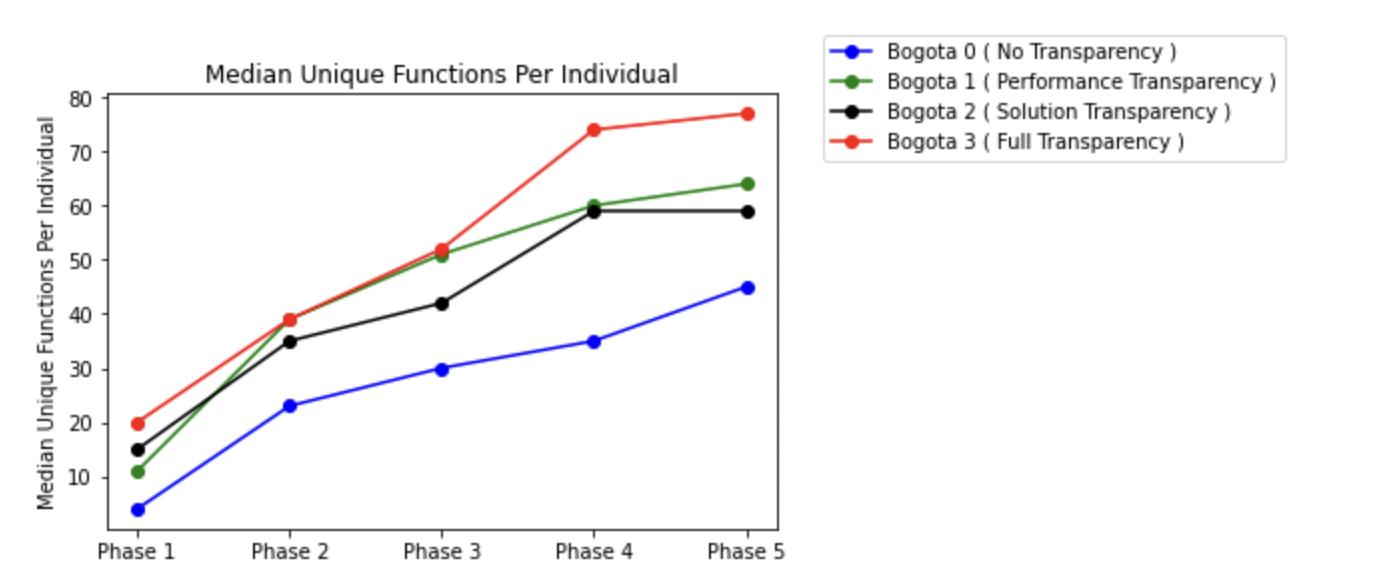 Median Unique Functions Per Individual
Bogota 0 ( No Transparency )
Bogota 1 ( Performance Transparency )
Bogota 2 ( Solution Transparency )
Bogota 3 ( Full Transparency )
Median Unique Functions Per Individual
80
70
60
50
40
30
20
10
Phase 1 Phase 2 Phase 3 Phase 4 Phase 5